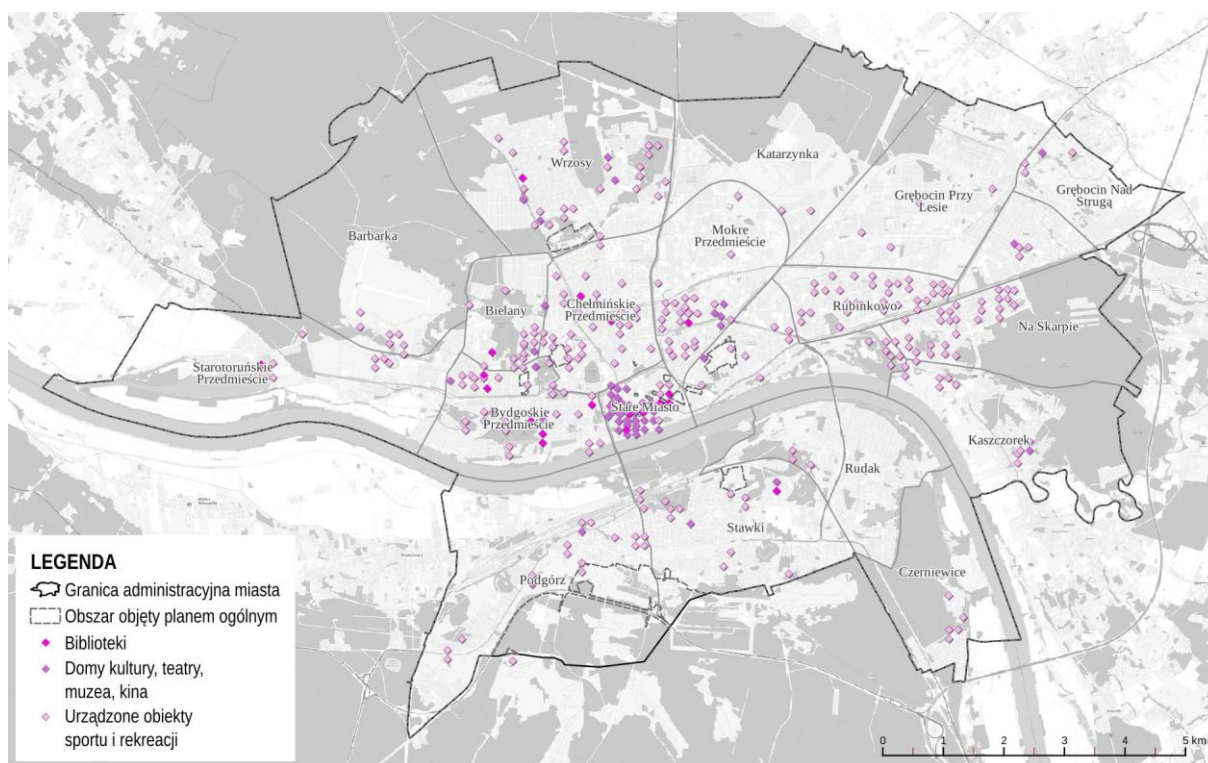 Katarzynka
Wrzosy
Grębocin Przy
Lesie
Grębocin Nad
Strugą
Barbarka
Mokre
Przedmieście
Bielany
Chełmińskie
Przedmieście
Rubinkowo
Na Skarpie
Starotoruńskie
Przedmieście
Bydgoskie
Przedmieście
Stare Miasto
Kaszczorek
Rudak
Stawki
Podgórz
Czerniewice
LEGENDA
Granica administracyjna miasta
Obszar objęty planem ogólnym
Biblioteki
Domy kultury, teatry,
muzea, kina
Urządzone obiekty
sportu i rekreacji
0 1 2 3 4 5 km